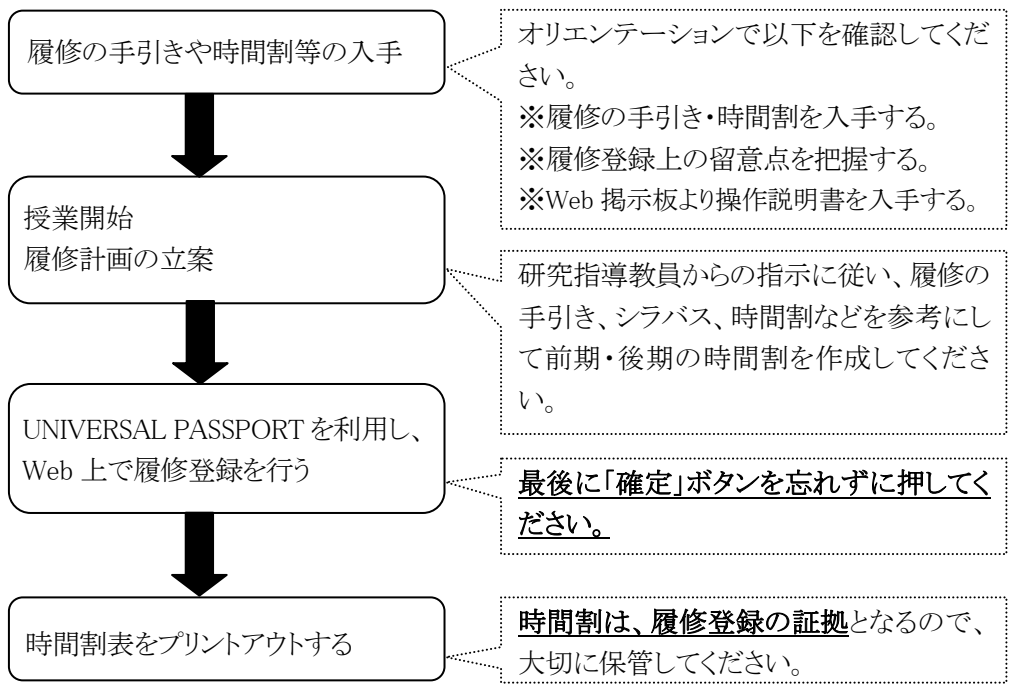 履修の手引きや時間割等の入手
オリエンテーションで以下を確認してくだ
さい。
※履修の手引き・時間割を入手する。
※履修登録上の留意点を把握する。
※Web 掲示板より操作説明書を入手する。
授業開始
履修計画の立案
研究指導教員からの指示に従い、履修の
手引き、シラバス、時間割などを参考にし
て前期・後期の時間割を作成してくださ
い。
UNIVERSAL PASSPORT を利用し、
Web 上で履修登録を行う
最後に「確定」ボタンを忘れずに押してく
ださい。
時間割表をプリントアウトする
時間割は、履修登録の証拠となるので、
大切に保管してください。